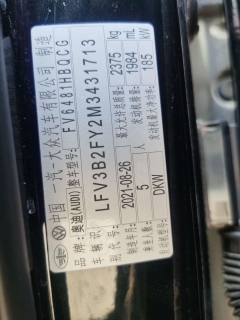 中国 一汽-大众汽车有限公司 制造
品牌: 奥迪(AUDI) 整车型号: FV6481HBQCG
车辆识别代号: LFV3B2FY2M3431713
制造年月: 2021-08-26 最大允许总质量: 2375 kg
乘坐人数: 5 人 发动机排量: 1984 mL
发动机型号: DKW 发动机最大净功率: 185 kW